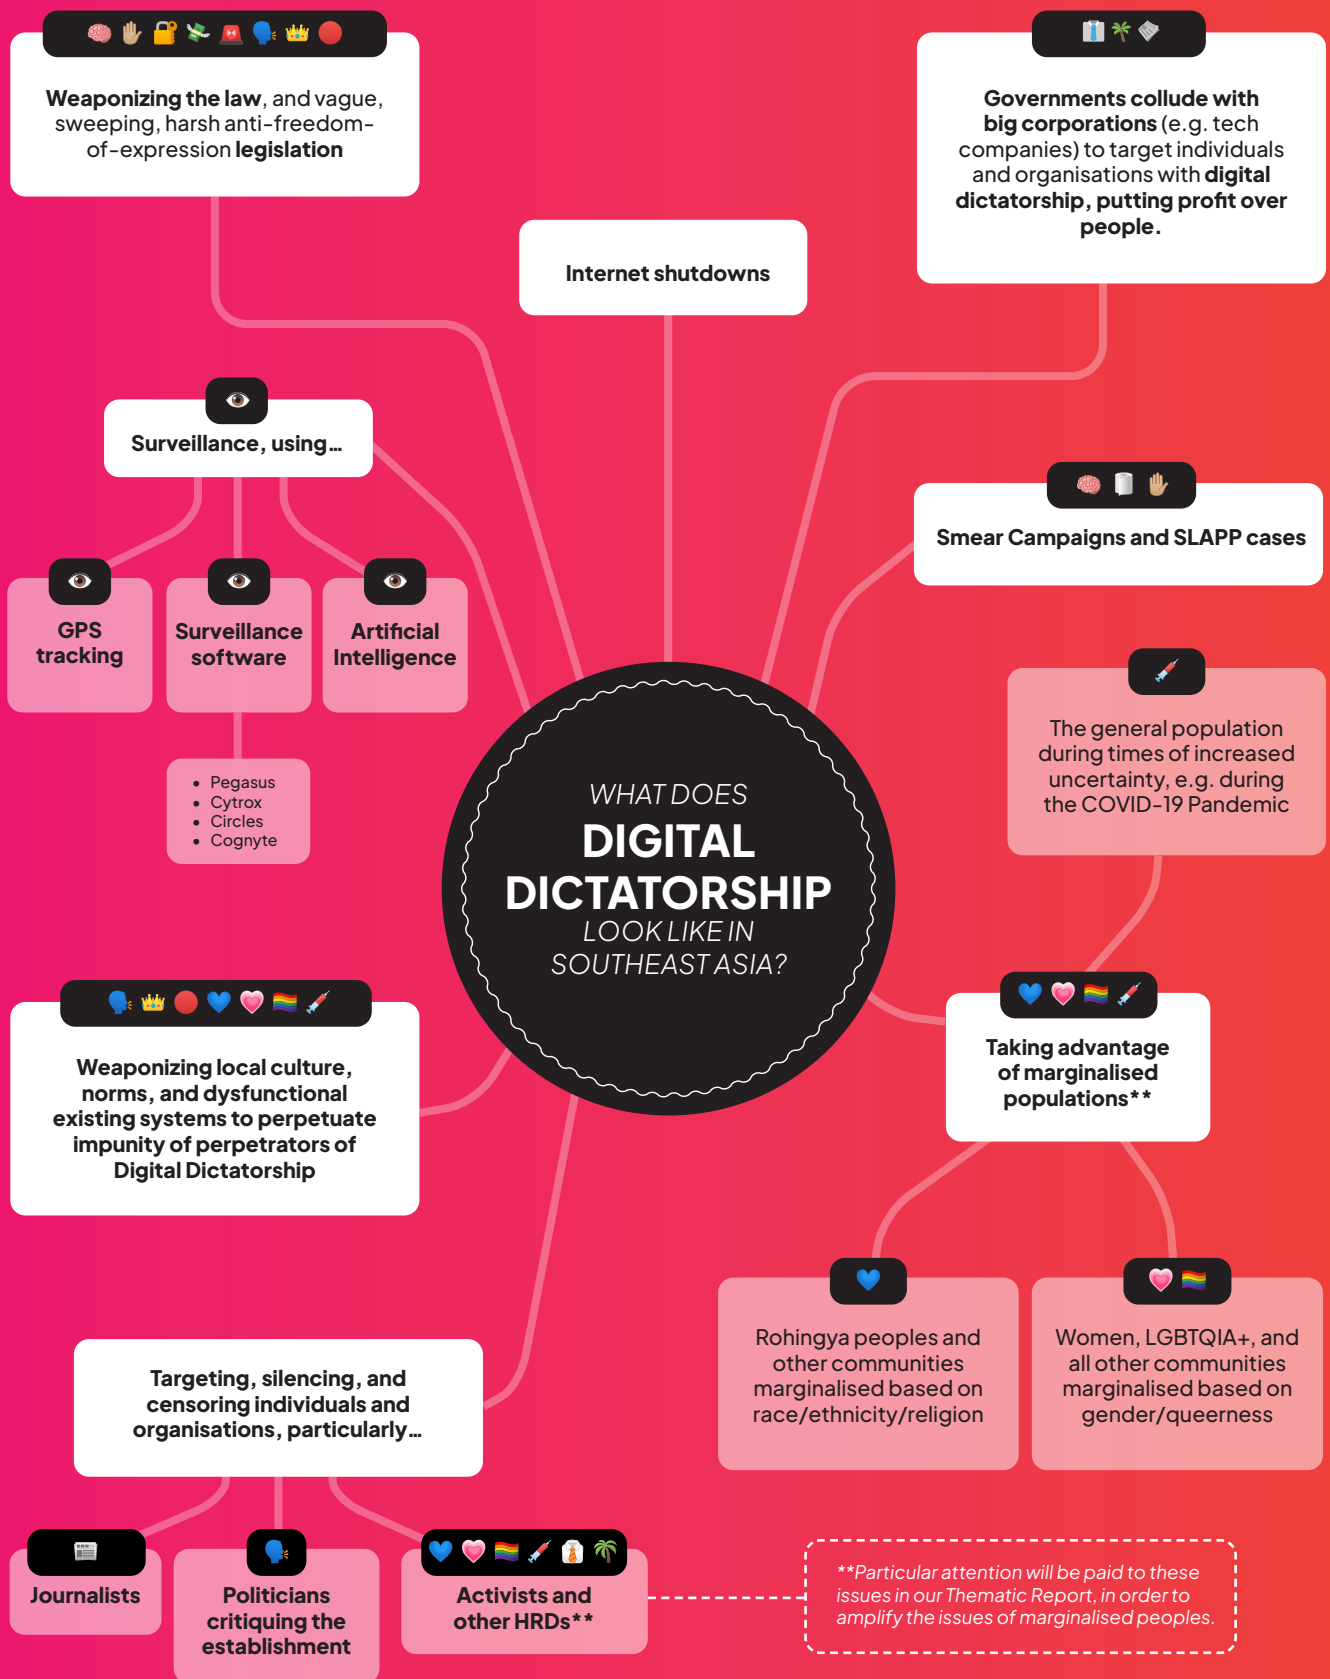 Weaponizing the law, and vague,
sweeping, harsh anti-freedom-
of-expression legislation
Governments collude with
big corporations (e.g. tech
companies) to target individuals
and organisations with digital
dictatorship, putting profit over
people.
Internet shutdowns
Surveillance, using…
Smear Campaigns and SLAPP cases
GPS
tracking
Surveillance
software
Artificial
Intelligence
• Pegasus
• Cytrox
• Circles
• Cognyte
The general population
during times of increased
uncertainty, e.g. during
the COVID-19 Pandemic
WHAT DOES
DIGITAL
DICTATORSHIP
LOOK LIKE IN
SOUTHEAST ASIA?
Weaponizing local culture,
norms, and dysfunctional
existing systems to perpetuate
impunity of perpetrators of
Digital Dictatorship
Taking advantage
of marginalised
populations**
Rohingya peoples and
other communities
marginalised based on
race/ethnicity/religion
Women, LGBTQIA+, and
all other communities
marginalised based on
gender/queerness
Targeting, silencing, and
censoring individuals and
organisations, particularly…
Journalists
Politicians
critiquing the
establishment
Activists and
other HRDs**
**Particular attention will be paid to these
issues in our Thematic Report, in order to
amplify the issues of marginalised peoples.